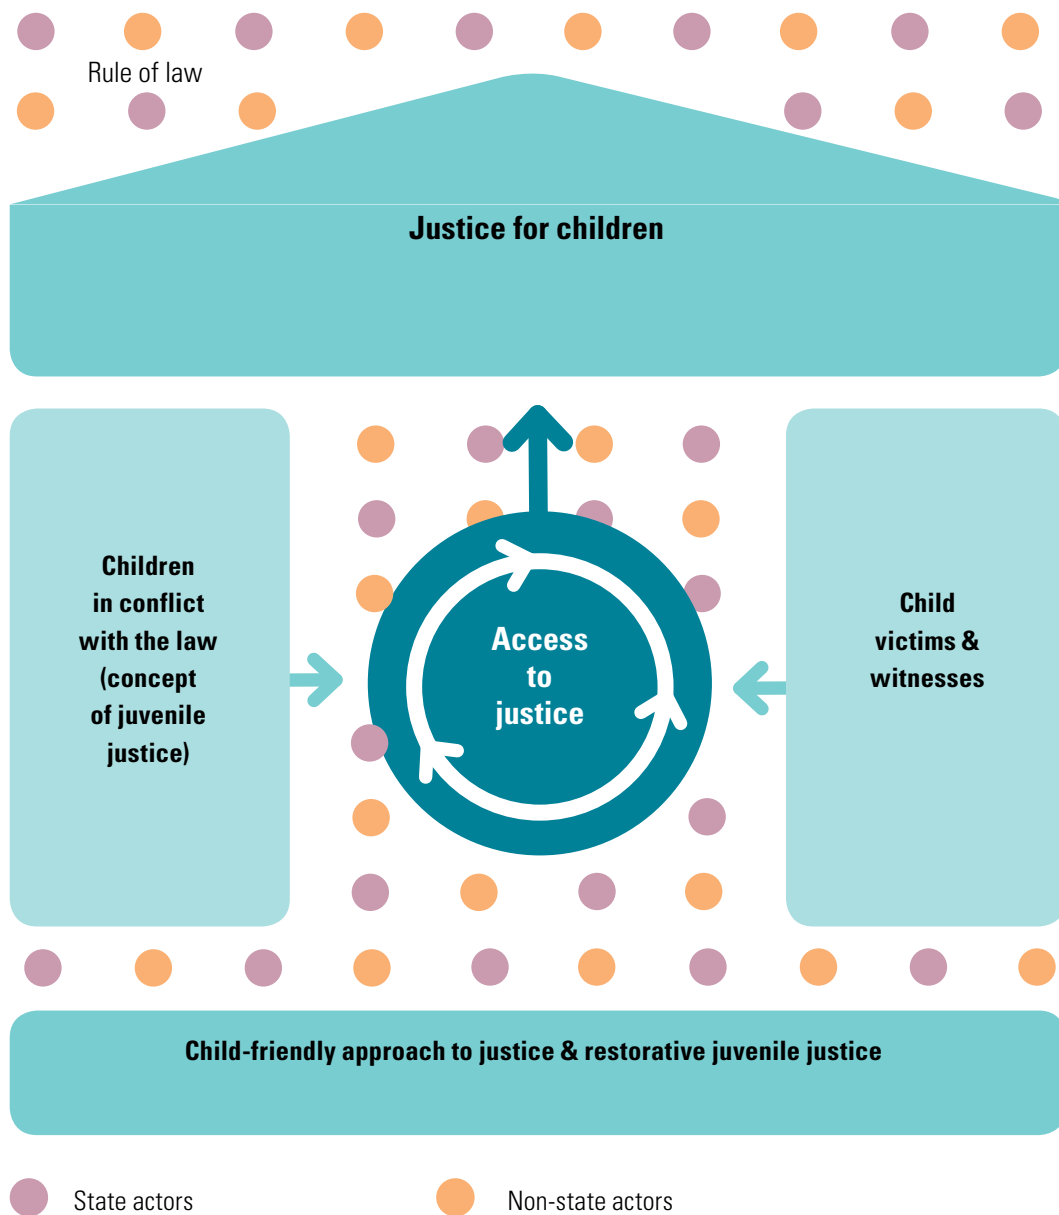 Rule of law
Justice for children
Children
in conflict
with the law
(concept
of juvenile
justice)
Access
to
justice
Child
victims &
witnesses
Child-friendly approach to justice & restorative juvenile justice
State actors
Non-state actors